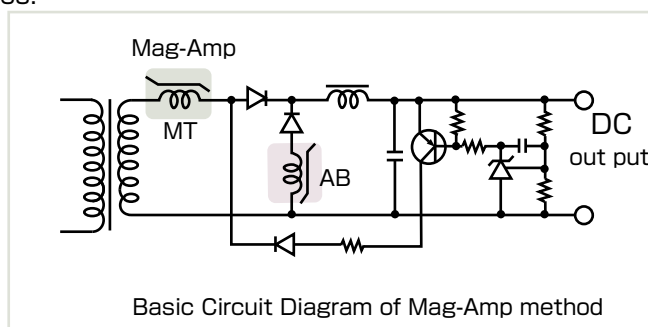 Mag-Amp
MT
AB
DC
out put
Basic Circuit Diagram of Mag-Amp method